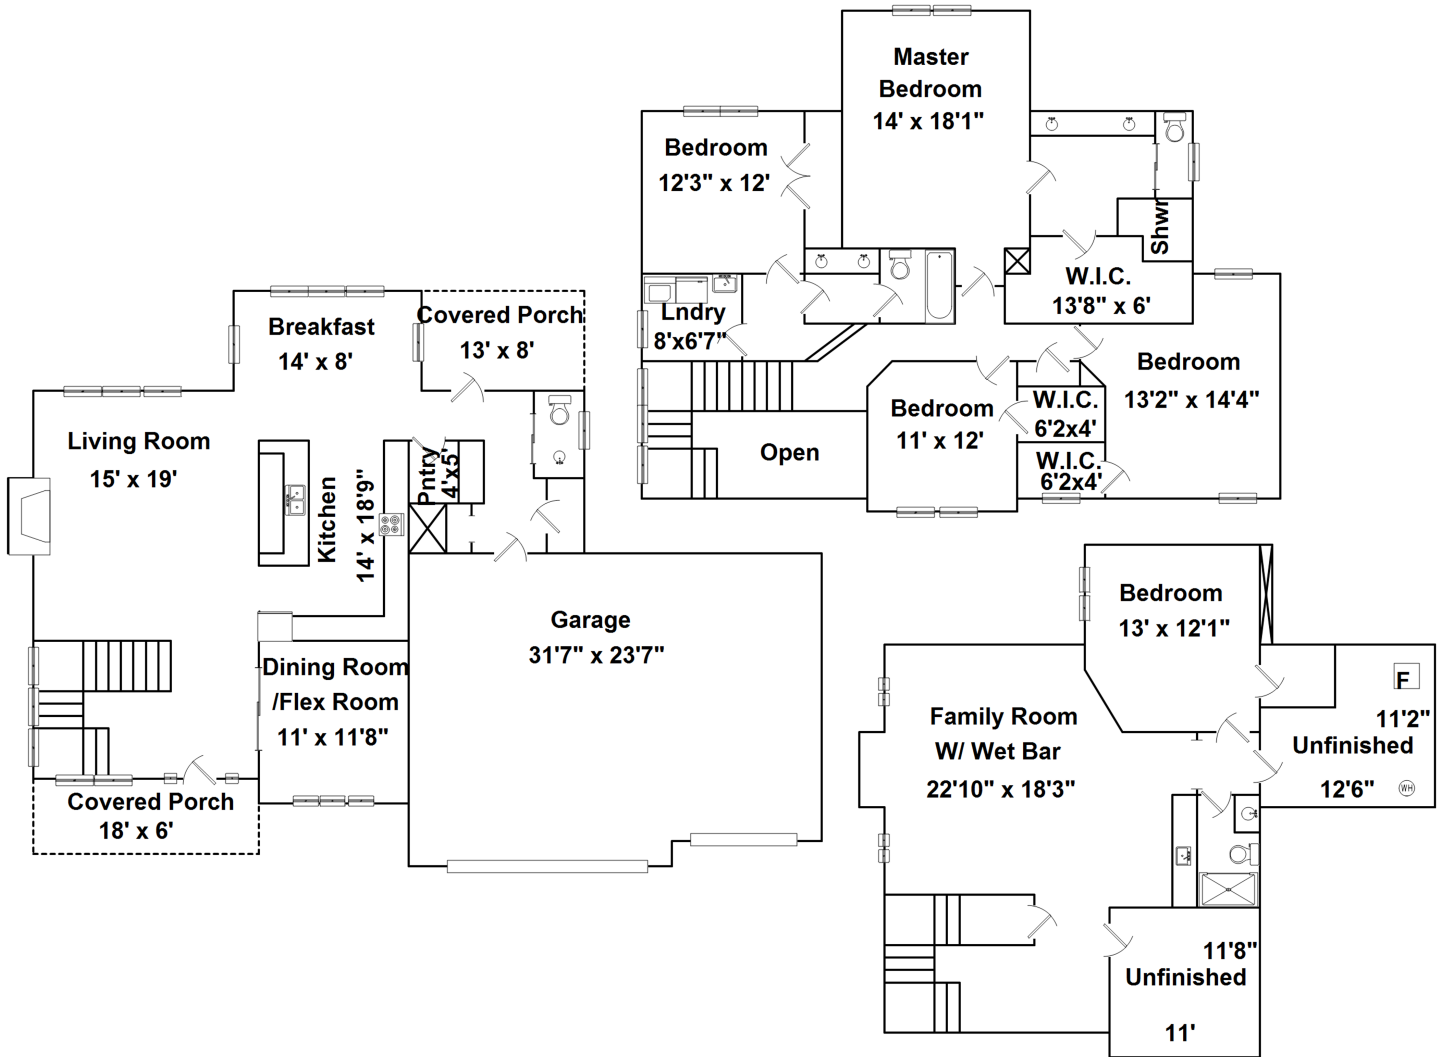 Master
Bedroom
14' x 18'1"
Bedroom
12'3" x 12'
Shwr
W.I.C.
13'8" x 6'
Lndry
8'x6'7"
Bedroom
13'2" x 14'4"
W.I.C.
6'2x4'
Bedroom
11' x 12'
W.I.C.
6'2x4'
Open
Breakfast
14' x 8'
Covered Porch
13' x 8'
Living Room
15' x 19'
Kitchen
14' x 18'9"
Pntry
4'x5'
Garage
31'7" x 23'7"
Dining Room
/Flex Room
11' x 11'8"
Covered Porch
18' x 6'
Bedroom
13' x 12'1"
F
11'2"
Unfinished
12'6"
WH
Family Room
W/ Wet Bar
22'10" x 18'3"
11'8"
Unfinished
11'